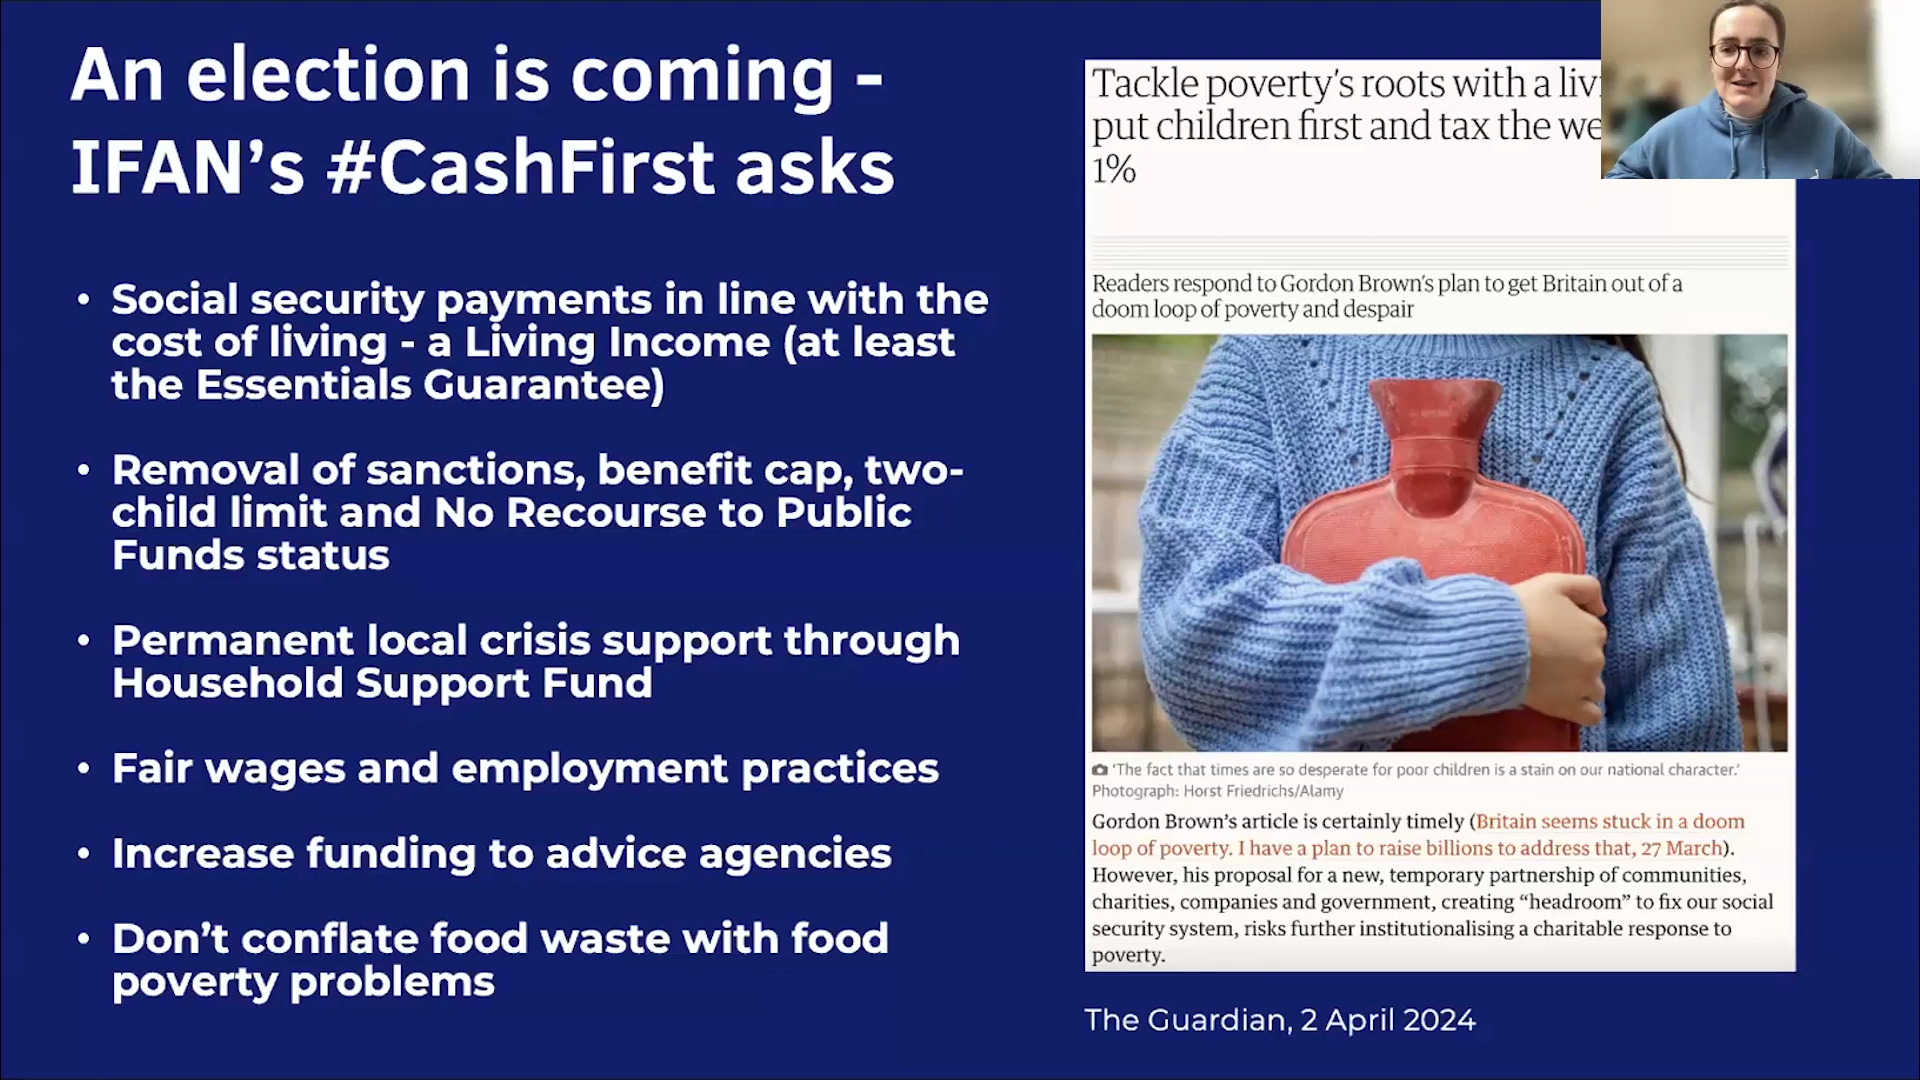 An election is coming -
IFAN's #CashFirst asks
• Social security payments in line with the
cost of living - a Living Income (at least
the Essentials Guarantee)
• Removal of sanctions, benefit cap, two-
child limit and No Recourse to Public
Funds status
• Permanent local crisis support through
Household Support Fund
• Fair wages and employment practices
• Increase funding to advice agencies
• Don't conflate food waste with food
poverty problems
Tackle poverty's roots with a
put children first and tax the
1%
Readers respond to Gordon Brown's plan to get Britain out of a
doom loop of poverty and despair
'The fact that times are so desperate for poor children is a stain on our national character.'
Photograph: Horst Friedrichs/Alamy
Gordon Brown's article is certainly timely (Britain seems stuck in a doom
loop of poverty. I have a plan to raise billions to address that, 27 March).
However, his proposal for a new, temporary partnership of communities,
charities, companies and government, creating “headroom” to fix our social
security system, risks further institutionalising a charitable response to
poverty.
The Guardian, 2 April 2024